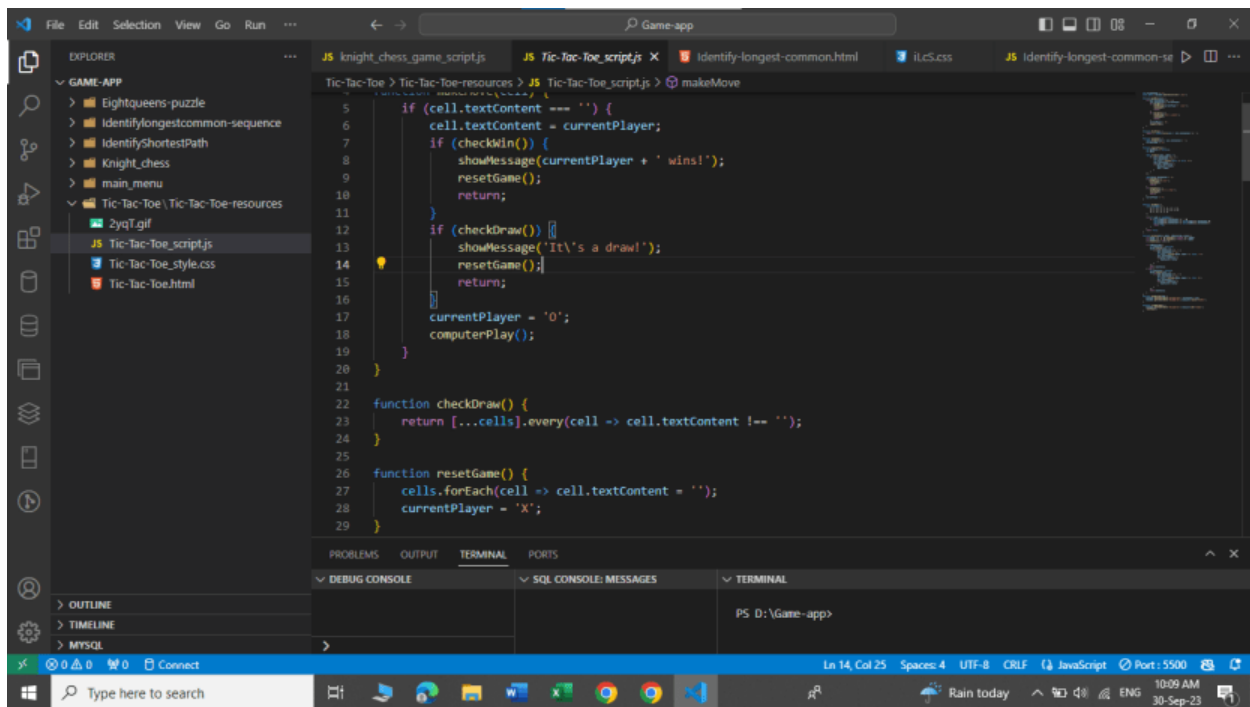 File Edit Selection View Go Run ···
Game-app
EXPLORER
GAME-APP
Eightqueens-puzzle
Identifylongestcommon-sequence
IdentifyShortestPath
Knight_chess
main_menu
Tic-Tac-Toe \ Tic-Tac-Toe-resources
2yqT.gif
JS Tic-Tac-Toe_script.js
Tic-Tac-Toe_style.css
Tic-Tac-Toe.html
OUTLINE
TIMELINE
MYSQL
JS knight_chess_game_script.js JS Tic-Tac-Toe_script.js Identify-longest-common.html iLcS.css JS Identify-longest-common-se
Tic-Tac-Toe > Tic-Tac-Toe-resources > JS Tic-Tac-Toe_script.js > makeMove
5 if (cell.textContent === '') {
6 cell.textContent = currentPlayer;
7 if (checkWin()) {
8 showMessage(currentPlayer + ' wins!');
9 resetGame();
10 return;
11 }
12 if (checkDraw()) {
13 showMessage('It\'s a draw!');
14 resetGame();
15 return;
16 }
17 currentPlayer = 'O';
18 computerPlay();
19 }
20 }
21
22 function checkDraw() {
23 return [...cells].every(cell => cell.textContent !== '');
24 }
25
26 function resetGame() {
27 cells.forEach(cell => cell.textContent = '');
28 currentPlayer = 'X';
29 }
PROBLEMS OUTPUT TERMINAL PORTS
DEBUG CONSOLE SQL CONSOLE: MESSAGES TERMINAL
PS D:\Game-app>
0 0 0 Connect Ln 14, Col 25 Spaces: 4 UTF-8 CRLF JavaScript Port : 5500
Type here to search Rain today ENG 10:09 AM
30-Sep-23